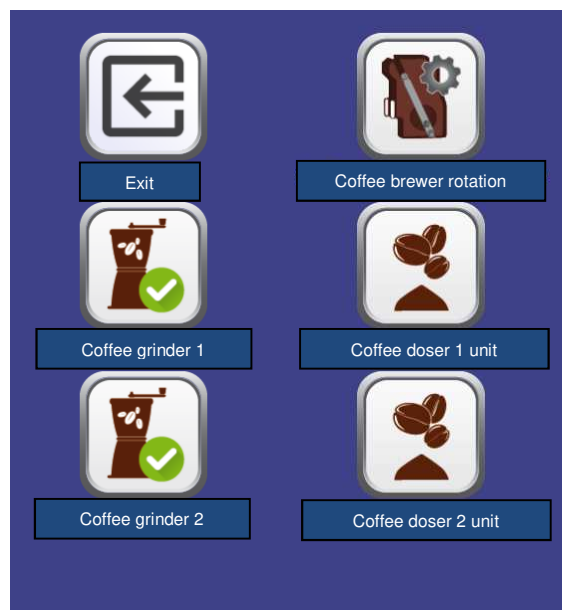 Exit
Coffee brewer rotation
Coffee grinder 1
Coffee doser 1 unit
Coffee grinder 2
Coffee doser 2 unit